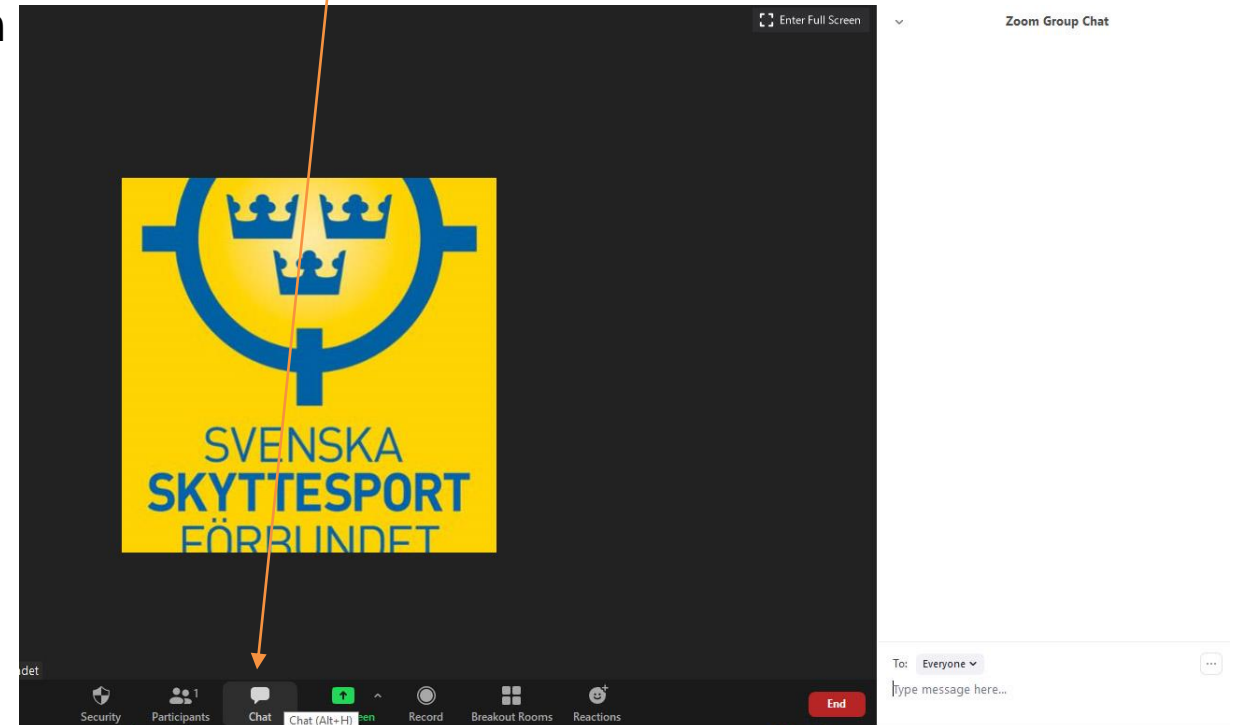 Enter Full Screen
Zoom Group Chat
SVENSKA
SKYTTESPORT
FÖRBUNDET
To: Everyone
Type message here...
1
Security Participants Chat Record Breakout Rooms Reactions
Chat (Alt+H)
End